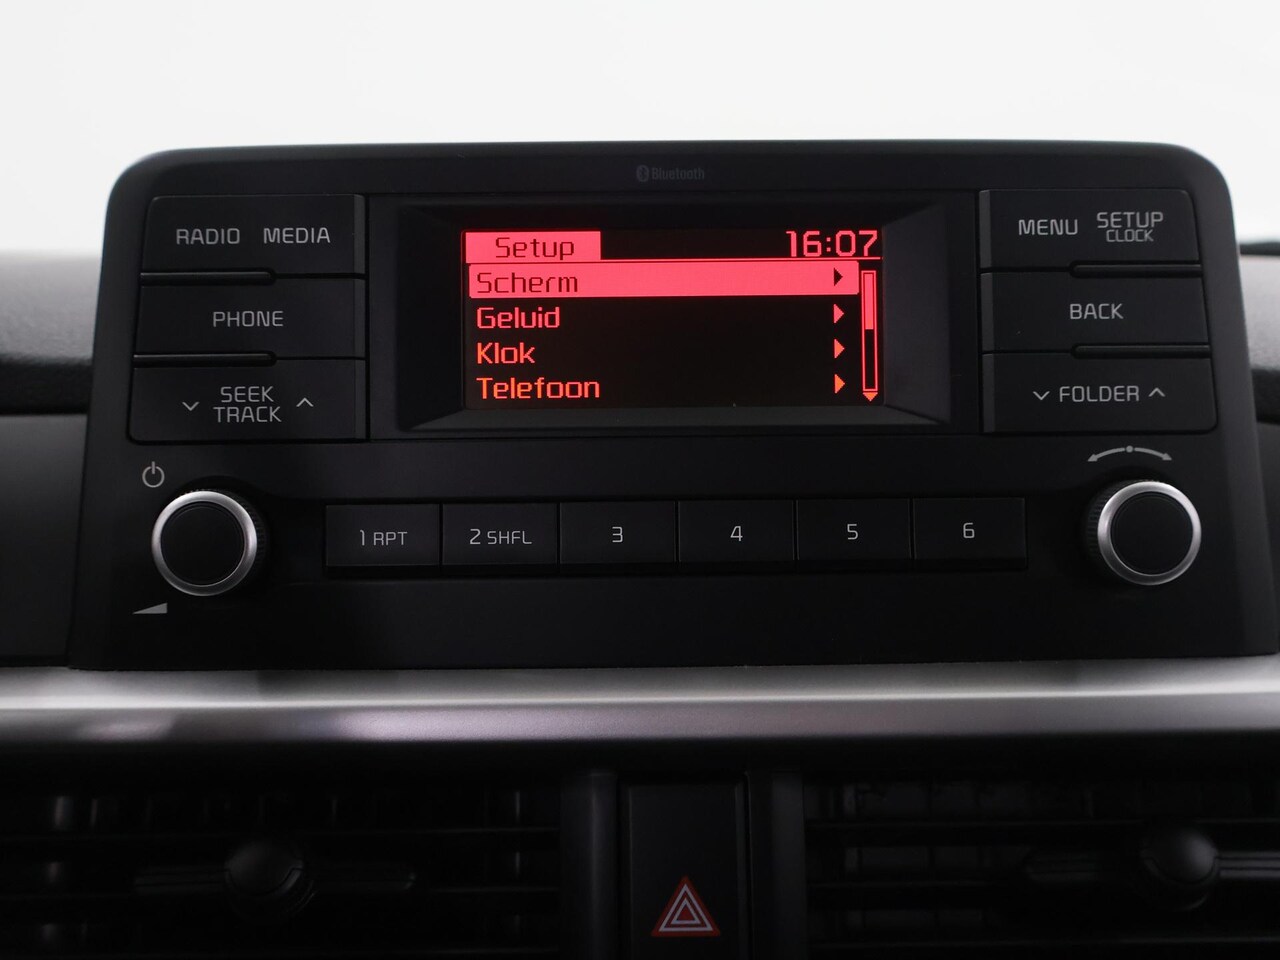 Bluetooth
RADIO MEDIA
PHONE
SEEK
TRACK
Setup 16:07
Scherm
Geluid
Klok
Telefoon
MENU SETUP
CLOCK
BACK
FOLDER
1 RPT 2 SHFL 3 4 5 6